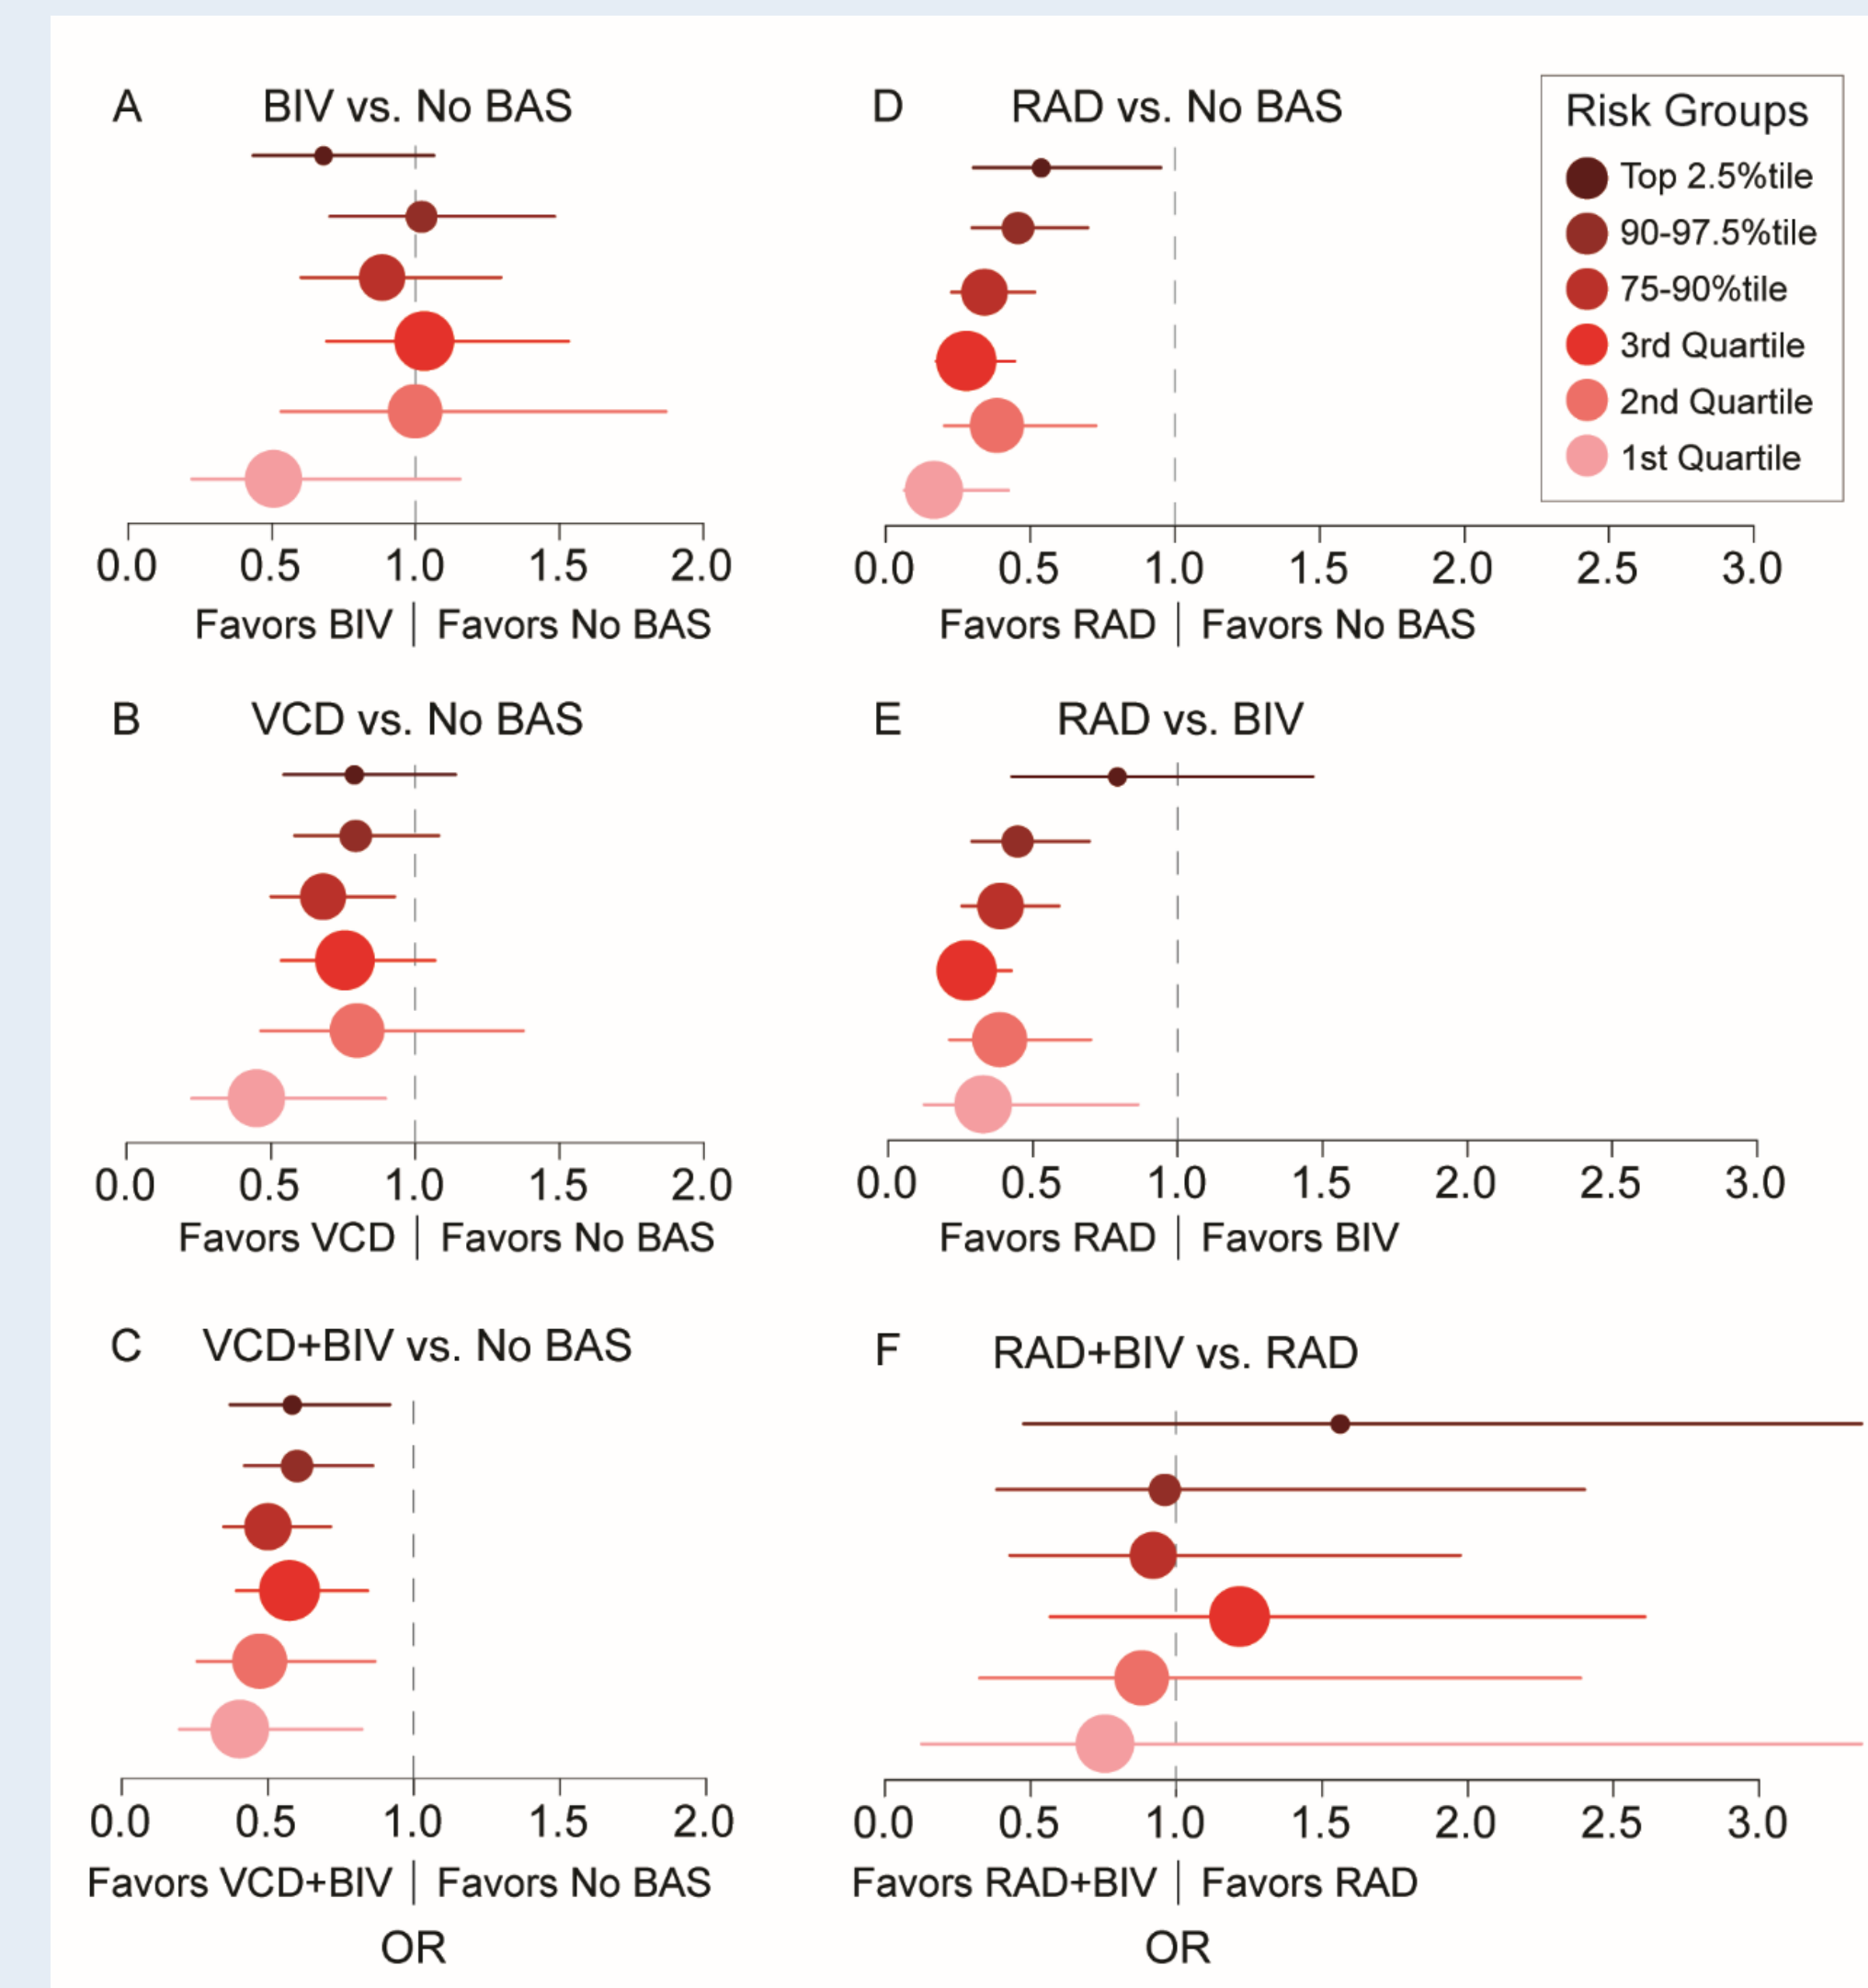 A BIV vs. No BAS
0.0 0.5 1.0 1.5 2.0
Favors BIV | Favors No BAS
B VCD vs. No BAS
0.0 0.5 1.0 1.5 2.0
Favors VCD | Favors No BAS
C VCD+BIV vs. No BAS
0.0 0.5 1.0 1.5 2.0
Favors VCD+BIV | Favors No BAS
OR
D RAD vs. No BAS
0.0 0.5 1.0 1.5 2.0 2.5 3.0
Favors RAD | Favors No BAS
E RAD vs. BIV
0.0 0.5 1.0 1.5 2.0 2.5 3.0
Favors RAD | Favors BIV
F RAD+BIV vs. RAD
0.0 0.5 1.0 1.5 2.0 2.5 3.0
Favors RAD+BIV | Favors RAD
OR
Risk Groups
Top 2.5%tile
90-97.5%tile
75-90%tile
3rd Quartile
2nd Quartile
1st Quartile